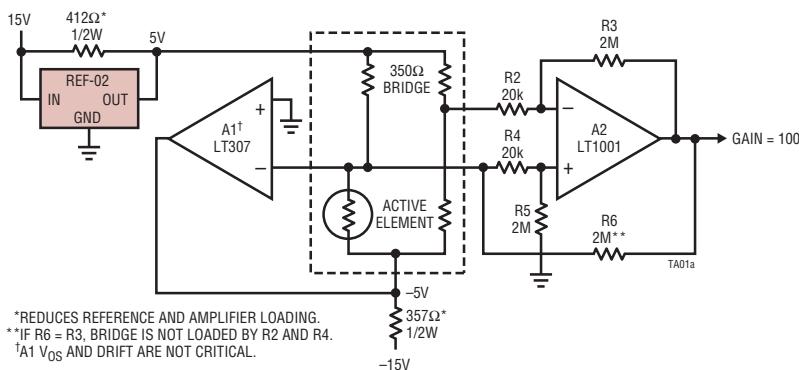 15V
412Ω*
1/2W
5V
REF-02
IN OUT
GND
A1†
LT307
+
−
350Ω
BRIDGE
ACTIVE
ELEMENT
R2
20k
R4
20k
R3
2M
−
A2
LT1001
+
GAIN = 100
R5
2M
R6
2M**
TA01a
−5V
357Ω*
1/2W
−15V
*REDUCES REFERENCE AND AMPLIFIER LOADING.
**IF R6 = R3, BRIDGE IS NOT LOADED BY R2 AND R4.
†A1 VOS AND DRIFT ARE NOT CRITICAL.